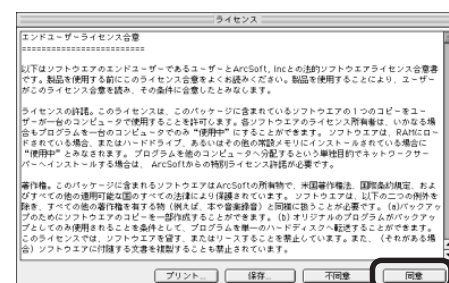 ライセンス
エンドユーザーライセンス合意
=========================
以下はソフトウエアのエンドユーザーであるユーザーとArcSoft, Incとの法的ソフトウエアライセンス合意書
です。製品を使用する前にこのライセンス合意をよくお読みください。製品を使用することにより、ユーザー
がこのライセンス合意を読み、その条件に合意したとみなします。
ライセンスの許諾。このライセンスは、このパッケージに含まれているソフトウエアの1つのコピーをユー
ザーが一台のコンピュータで使用することを許可します。各ソフトウエアのライセンス所有者は、いかなる場
合もプログラムを一台のコンピュータでのみ "使用中" にすることができます。 ソフトウエアは、RAMにロー
ドされている場合、またはハードドライブ、あるいはその他の常設メモリにインストールされている場合に
"使用中" とみなされます。 プログラムを他のコンピュータへ分配するという単独目的でネットワークサー
バーへインストールする場合は、 ArcSoftからの特別ライセンス許諾が必要です。
著作権。このパッケージに含まれるソフトウエアはArcSoftの所有物で、米国著作権法、国際条約規定、およ
びすべての他の適用可能な国のすべての法律により保護されています。 ソフトウエアは、以下の二つの例外を
除き、すべての他の著作権を有する物（例えば、本や音楽録音）と同様に扱うことが必要です。(a)バックアッ
プのためにソフトウエアのコピーを一部作成することができます。(b) オリジナルのプログラムがバックアッ
プとしてのみ使用されることを条件として、プログラムを単一のハードディスクへ転送することができます。
このライセンスでは、ソフトウエアを貸す、またはリースすることを禁止しています。また、（それがある場
合）ソフトウエアに付随する文書を複製することも禁止されています。
プリント... 保存... 不同意 同意